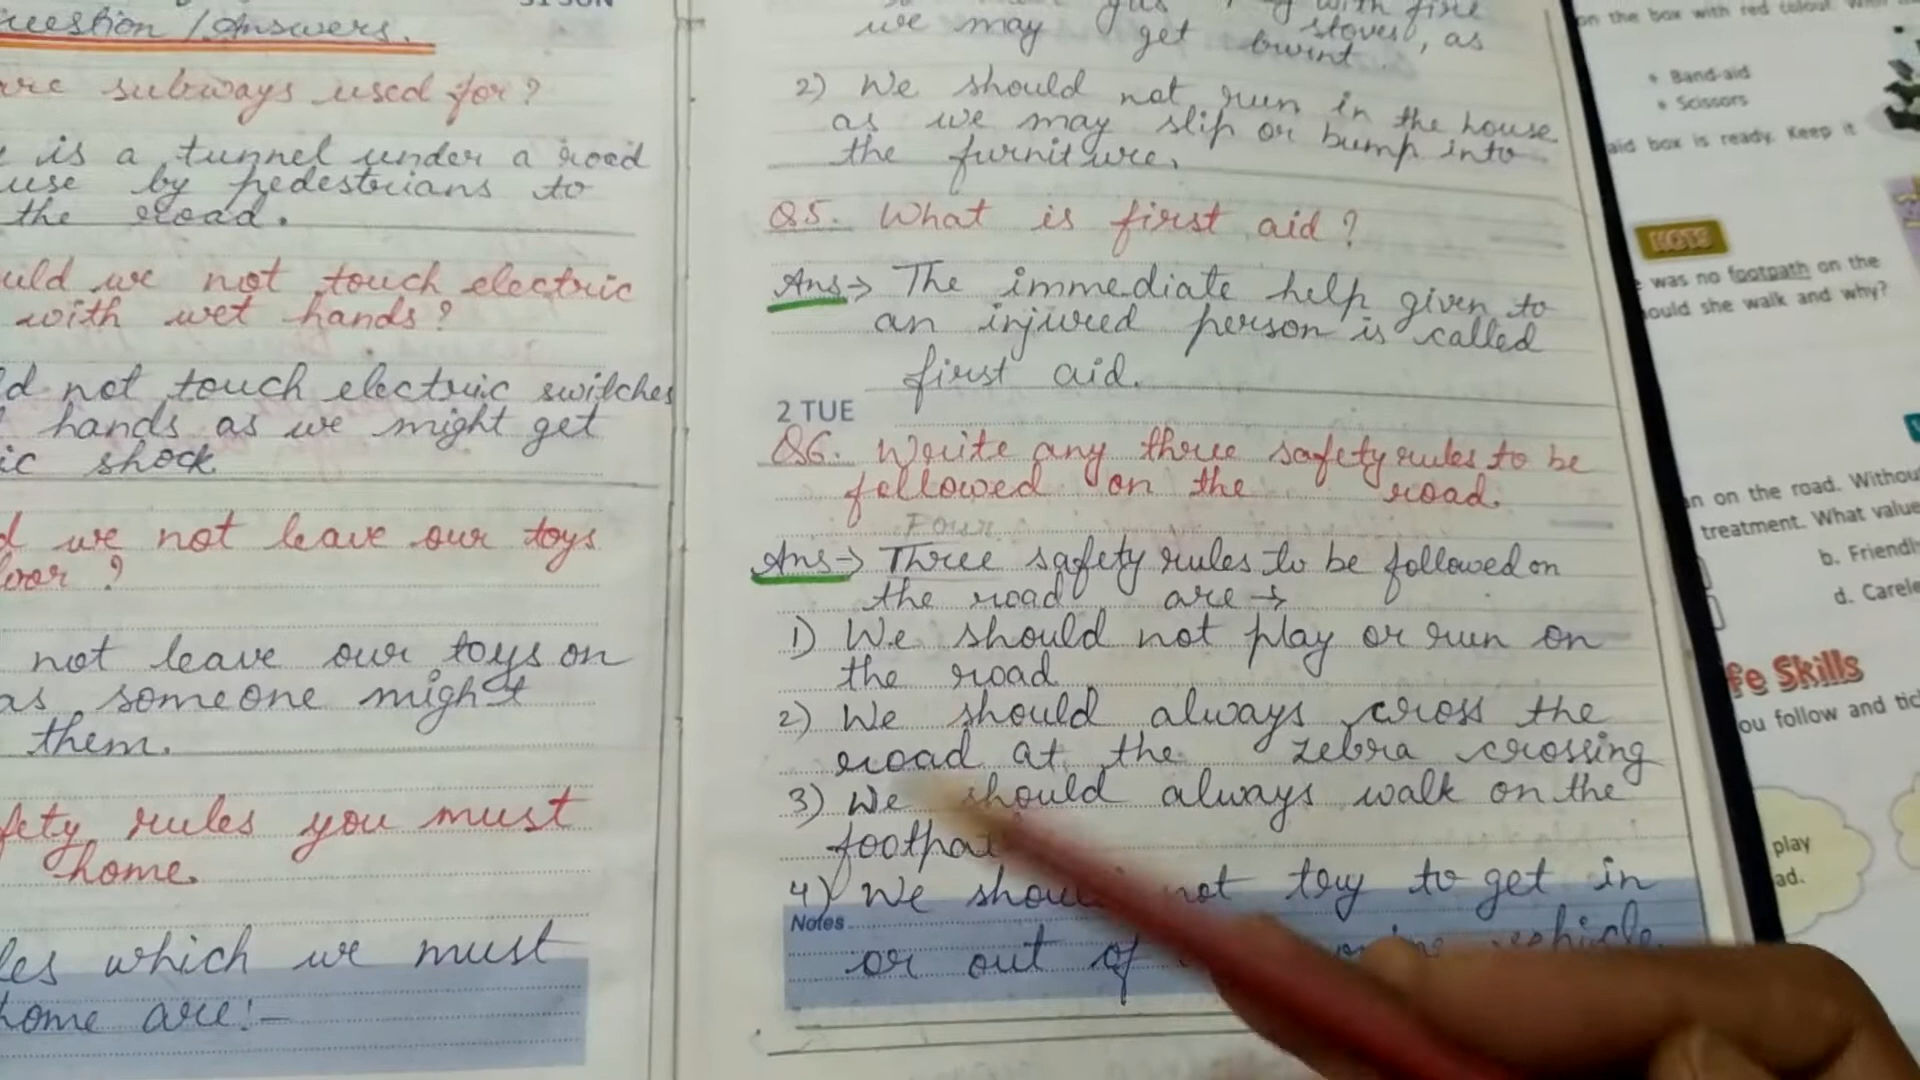 Question/Answers.
are subways used for?
is a tunnel under a road
use by pedestrians to
the road.
uld we not touch electric
with wet hands?
d not touch electric switches
hands as we might get
ic shock
d we not leave our toys
not leave our toys on
as someone might
them.
fety rules you must
home.
les which we must
home are:-
with fire
we may get stoves, as
burnt.
2) We should not run in the house
as we may slip or bump into
the furniture.
Q5. What is first aid?
Ans→ The immediate help given to
an injured person is called
first aid.
2 TUE
Q6. Write any three safety rules to be
followed on the road.
Four
Ans→ Three safety rules to be followed on
the road are →
1) We should not play or run on
the road
2) We should always cross the
road at the zebra crossing
3) We should always walk on the
footpat
4) We shou not try to get in
Notes
or out of vehicle
on the box with red colour.
• Band-aid
• Scissors
aid box is ready. Keep it
HOTS
was no footpath on the
ould she walk and why?
n on the road. Withou
treatment. What value
b. Friendly
d. Carele
fe Skills
ou follow and tic
play
ad.